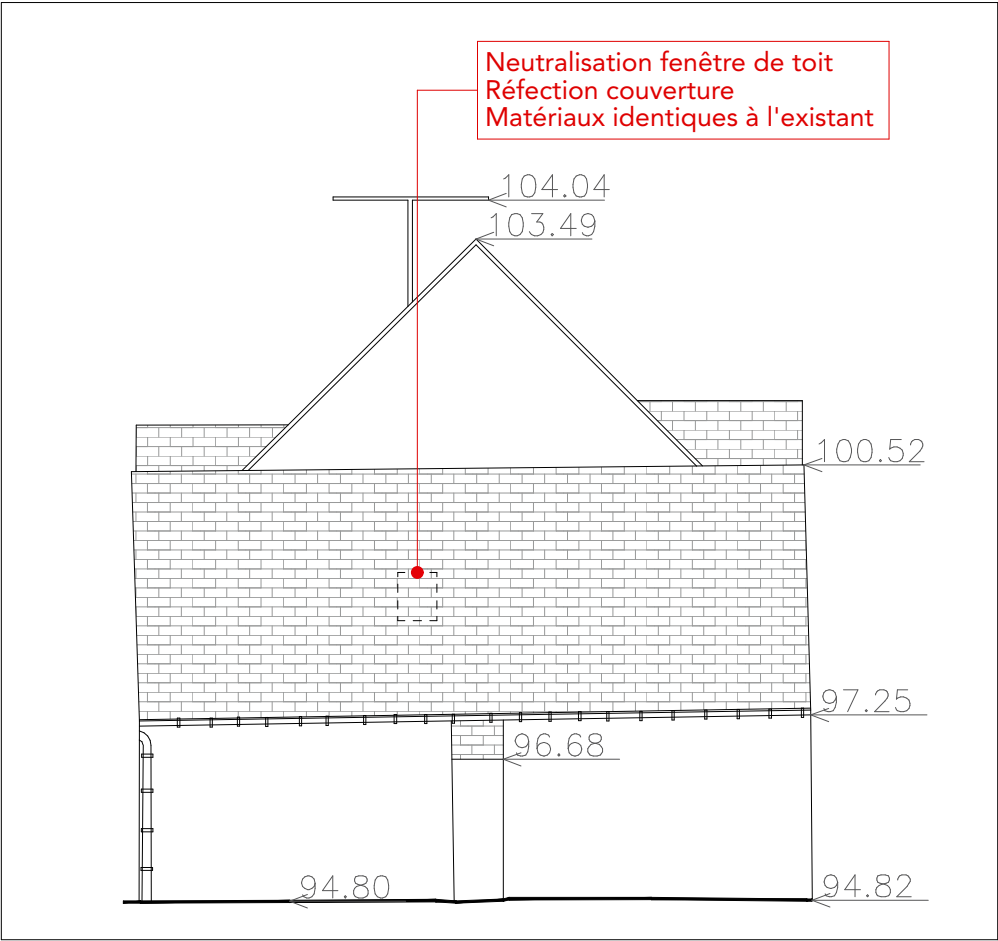 Neutralisation fenêtre de toit
Réfection couverture
Matériaux identiques à l'existant
104.04
103.49
100.52
97.25
96.68
94.80
94.82